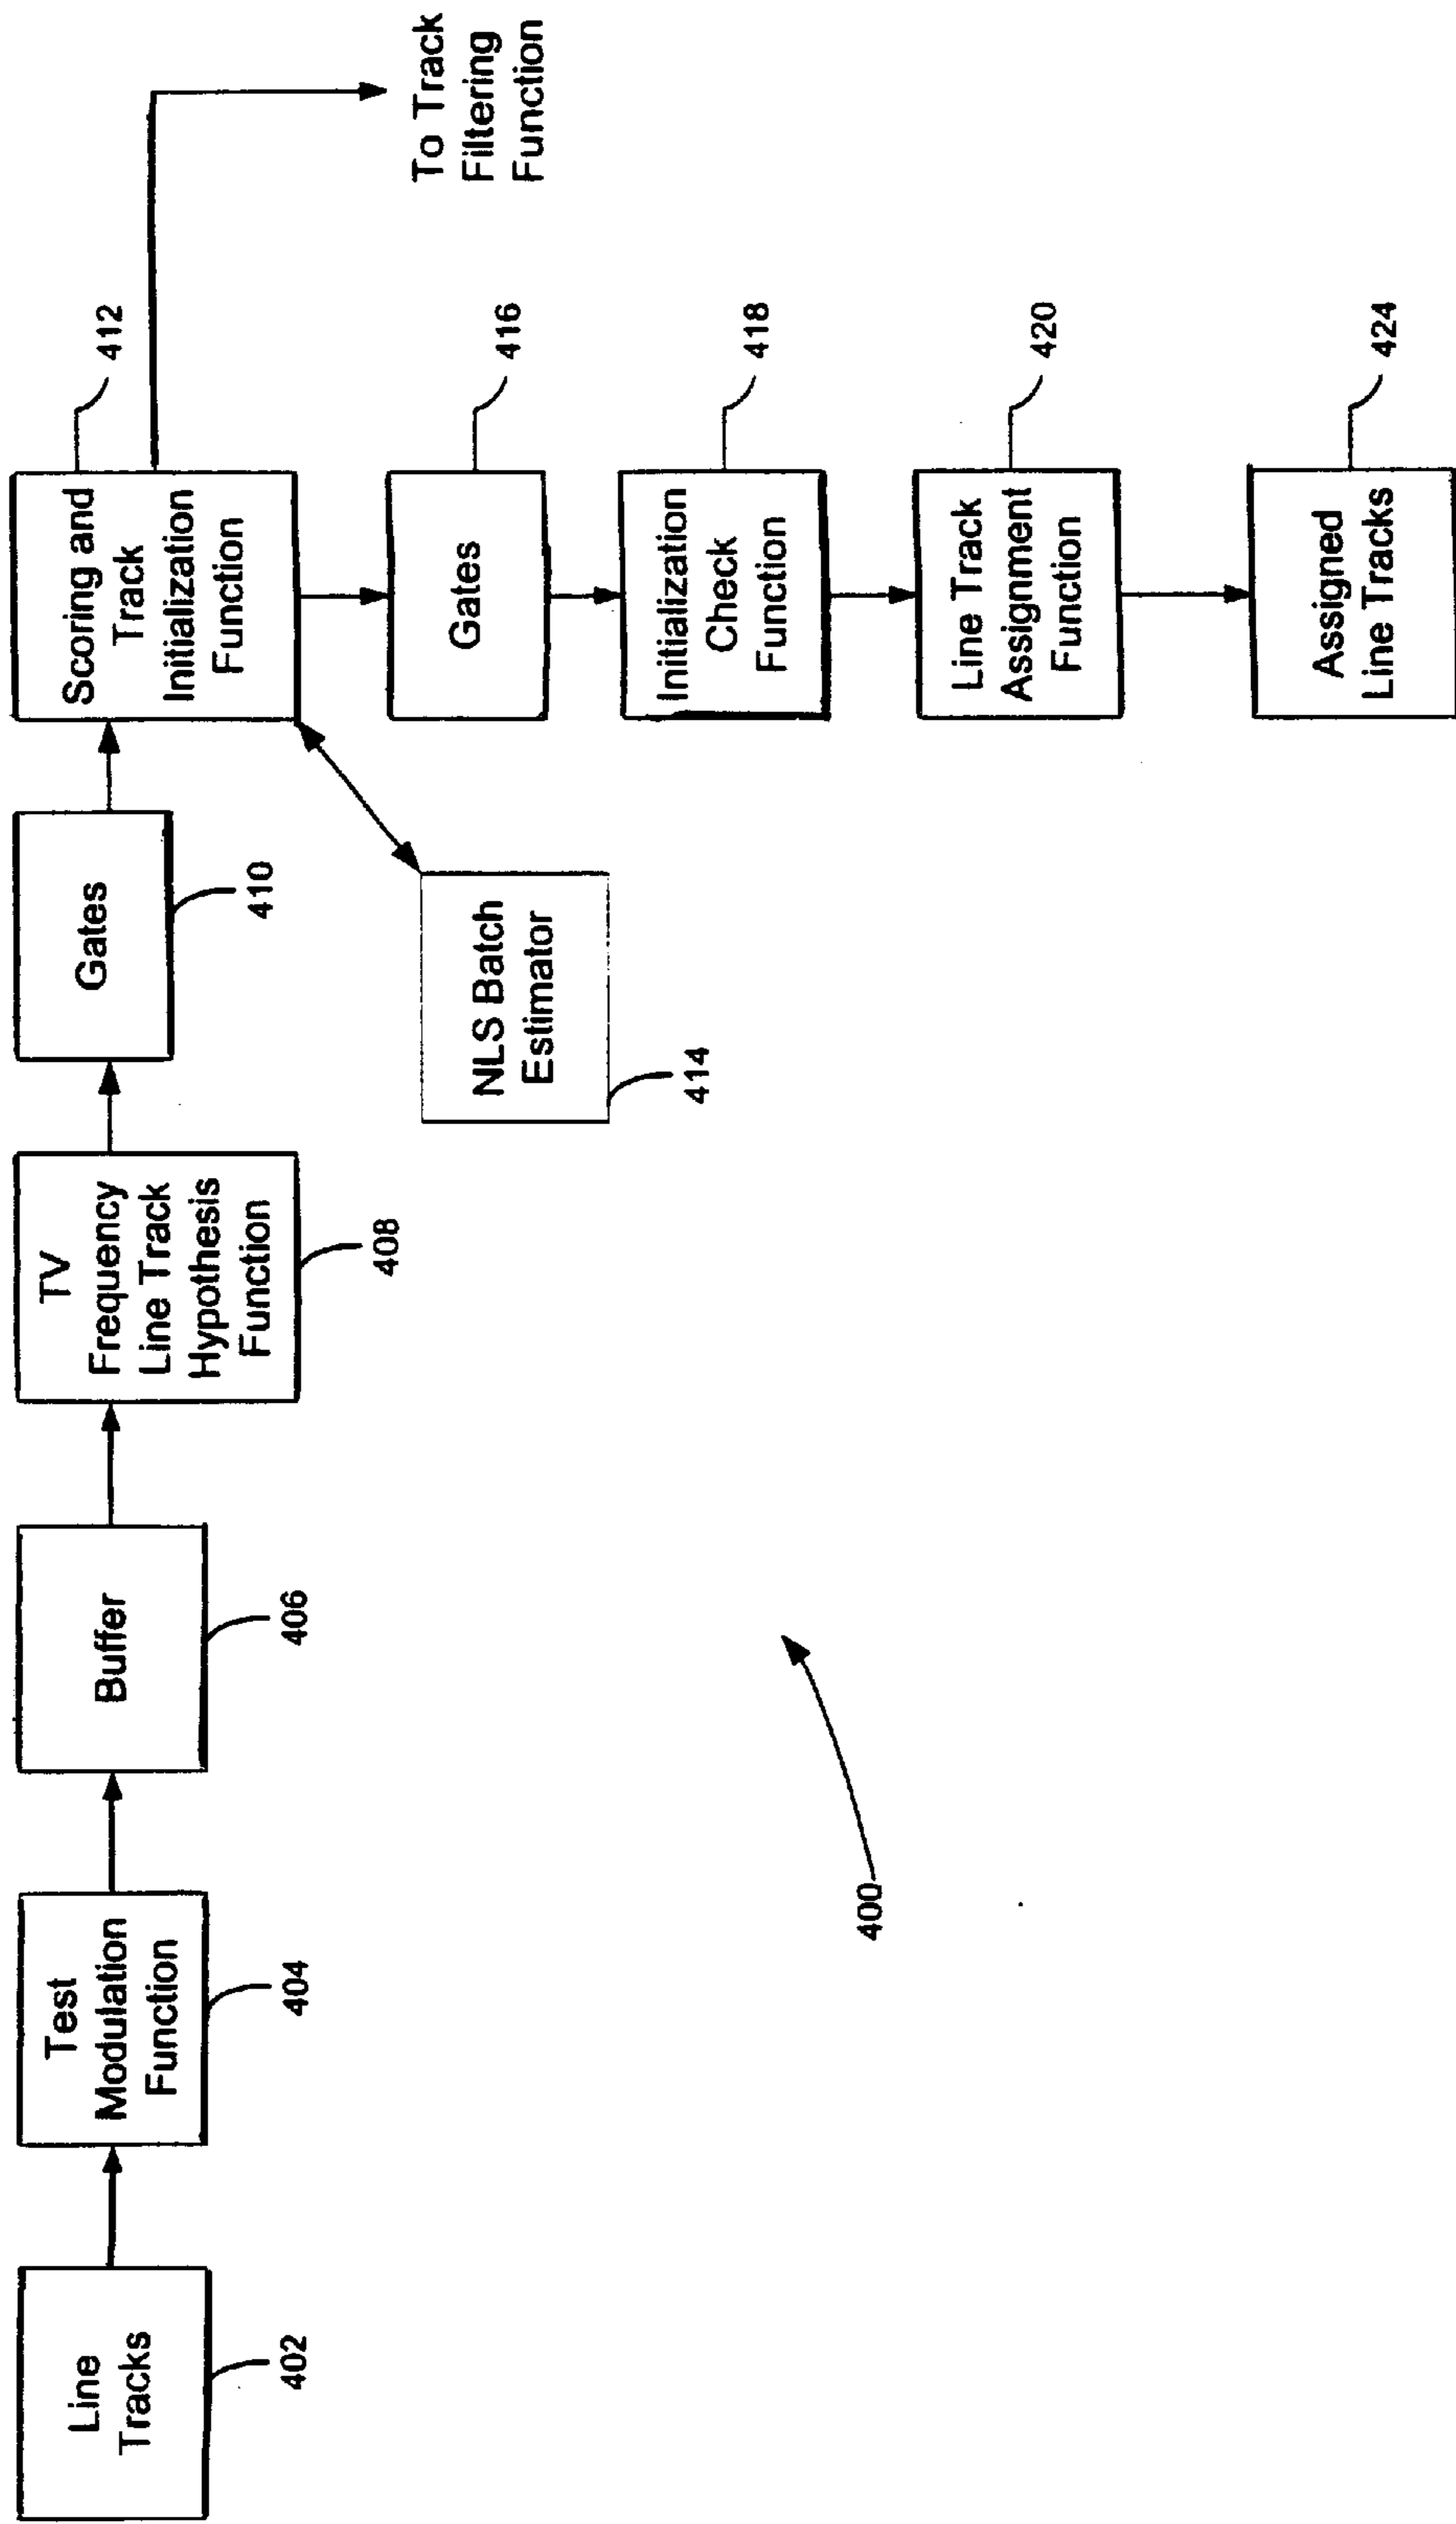 Line
Tracks
402
Test
Modulation
Function
404
Buffer
406
TV
Frequency
Line Track
Hypothesis
Function
408
Gates
410
Scoring and
Track
Initialization
Function
412
To Track
Filtering
Function
NLS Batch
Estimator
414
Gates
416
Initialization
Check
Function
418
Line Track
Assignment
Function
420
Assigned
Line Tracks
424
400